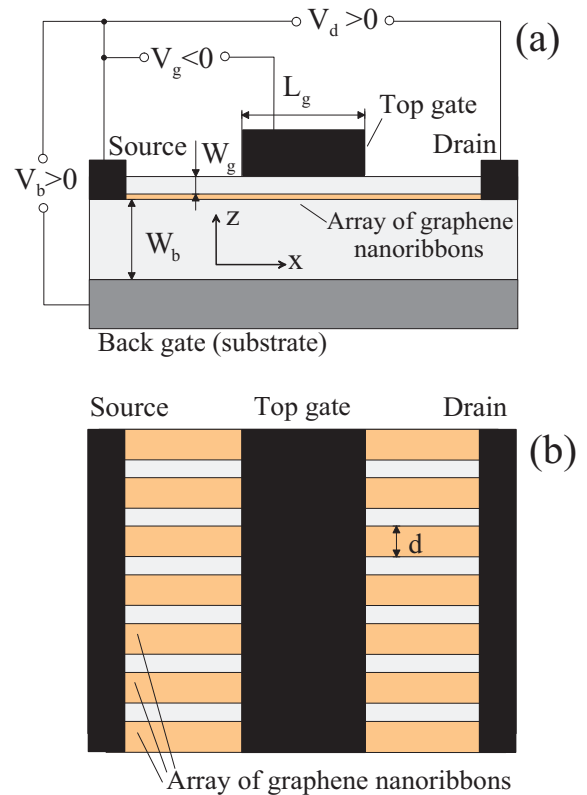 V_d >0
(a)
V_g <0
L_g
Top gate
Source
W_g
Drain
V_b >0
Array of graphene
nanoribbons
z
W_b
x
Back gate (substrate)
Source
Top gate
Drain
(b)
d
Array of graphene nanoribbons